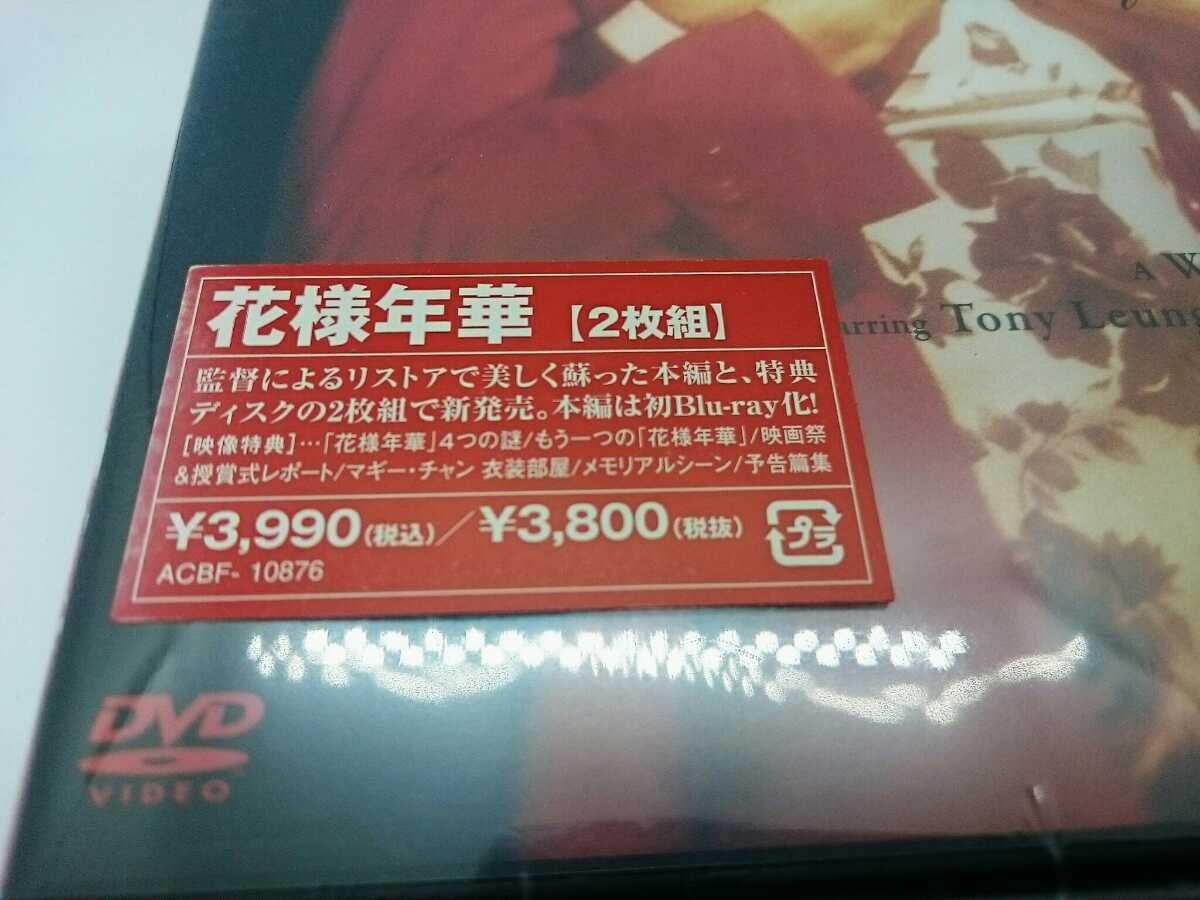 A W
arring Tony Leung
花様年華【2枚組】
監督によるリストアで美しく蘇った本編と、特典
ディスクの2枚組で新発売。本編は初Blu-ray化!
[映像特典]…「花様年華」4つの謎/もう一つの「花様年華」/映画祭
&授賞式レポート/マギー・チャン 衣装部屋/メモリアルシーン/予告篇集
¥3,990(税込)/¥3,800(税抜)
プラ
ACBF- 10876
DVD
VIDEO